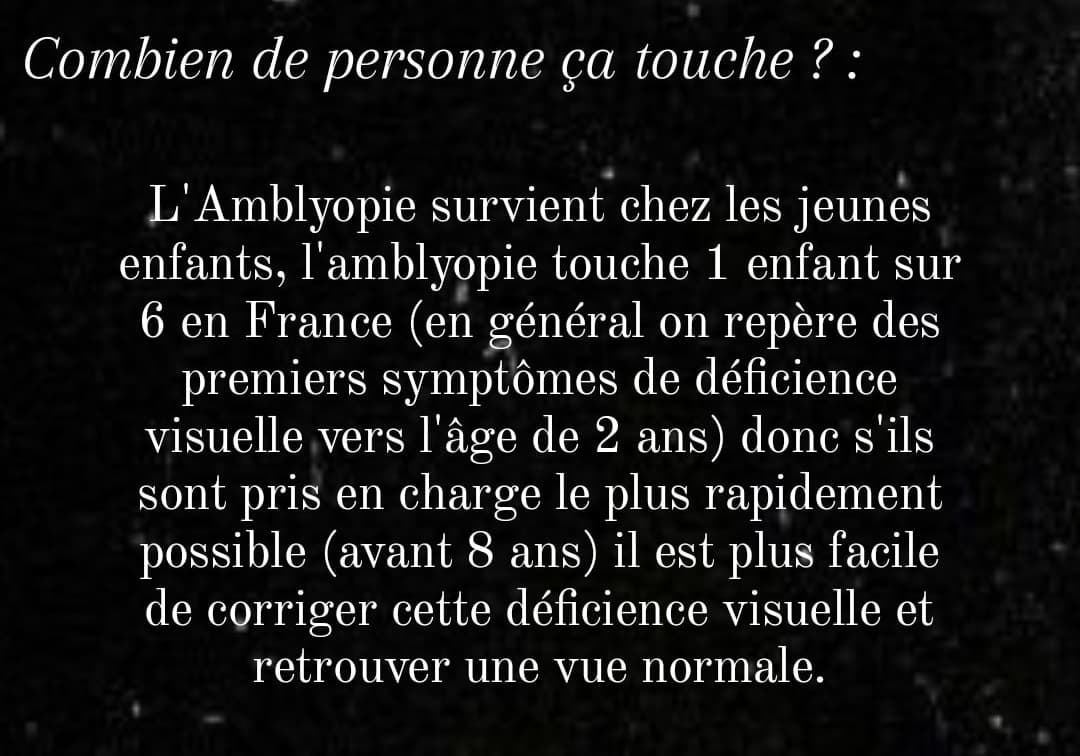 Combien de personne ça touche ? :
L'Amblyopie survient chez les jeunes
enfants, l'amblyopie touche 1 enfant sur
6 en France (en général on repère des
premiers symptômes de déficience
visuelle vers l'âge de 2 ans) donc s'ils
sont pris en charge le plus rapidement
possible (avant 8 ans) il est plus facile
de corriger cette déficience visuelle et
retrouver une vue normale.